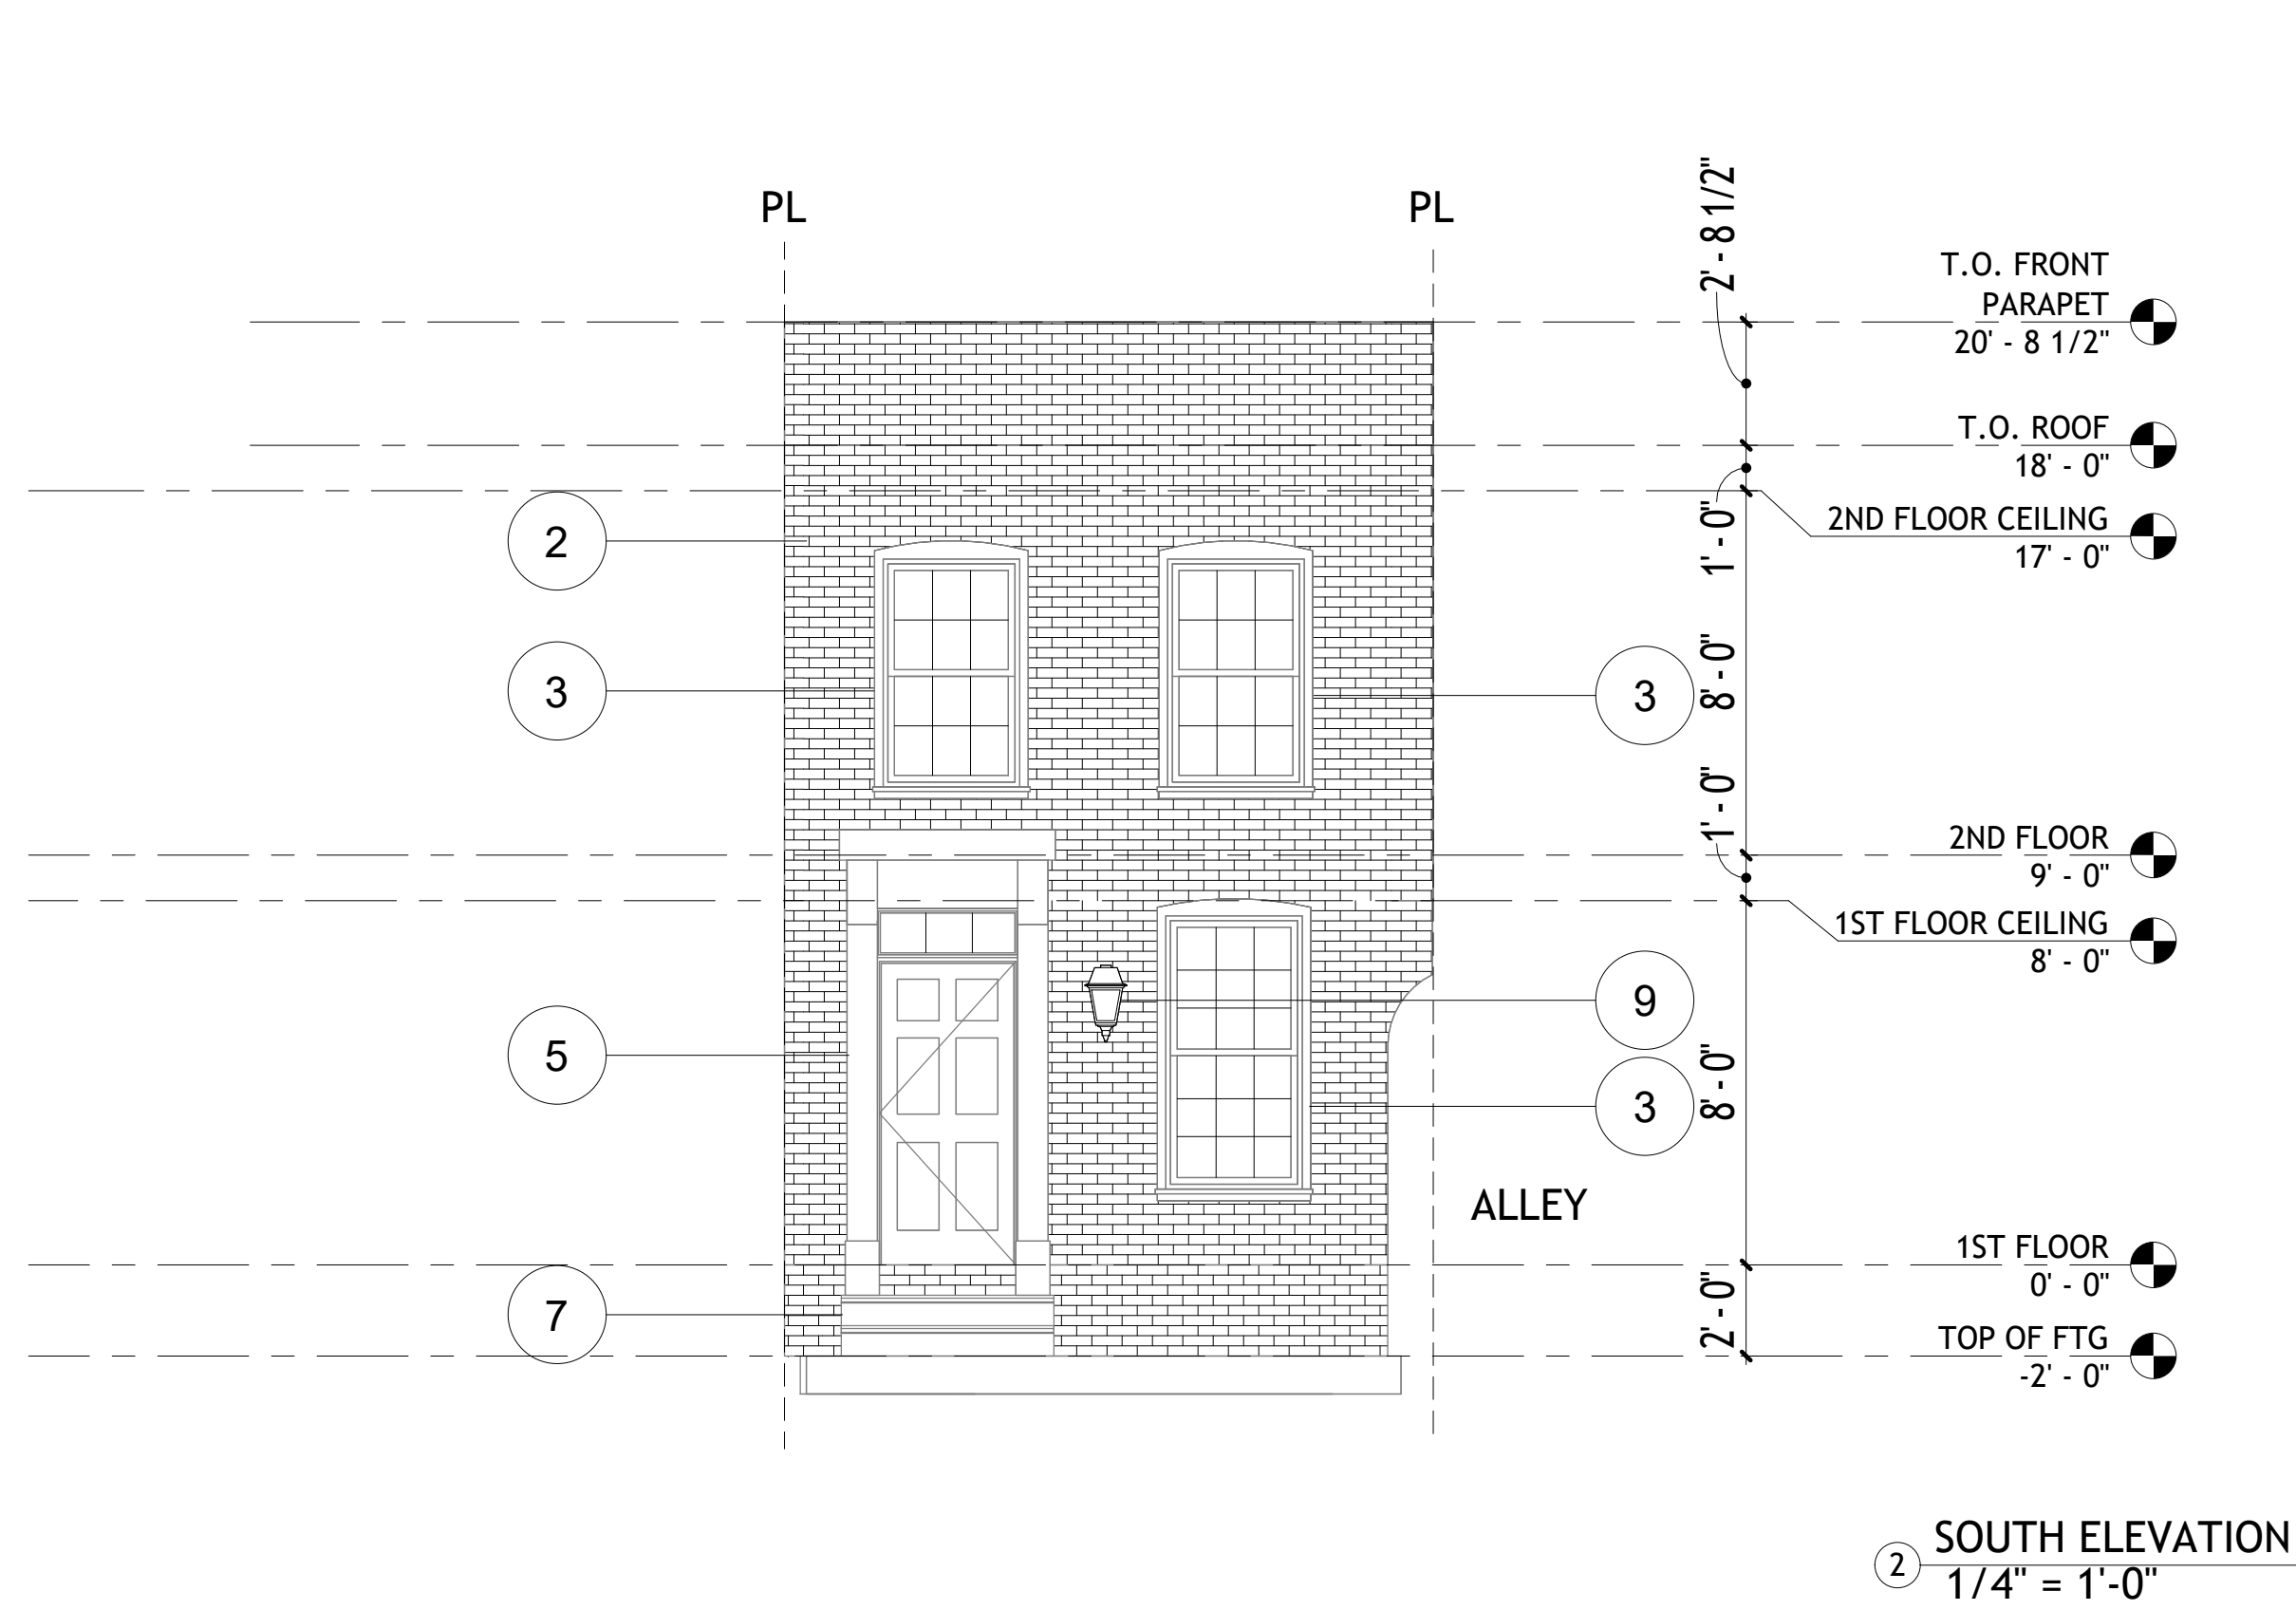 PL
PL
2' - 8 1/2"
T.O. FRONT
PARAPET
20' - 8 1/2"
T.O. ROOF
18' - 0"
1' - 0"
2ND FLOOR CEILING
17' - 0"
2
3
3
8' - 0"
1' - 0"
2ND FLOOR
9' - 0"
1ST FLOOR CEILING
8' - 0"
9
5
3
8' - 0"
ALLEY
1ST FLOOR
0' - 0"
7
2' - 0"
TOP OF FTG
-2' - 0"
2
SOUTH ELEVATION
1/4" = 1'-0"